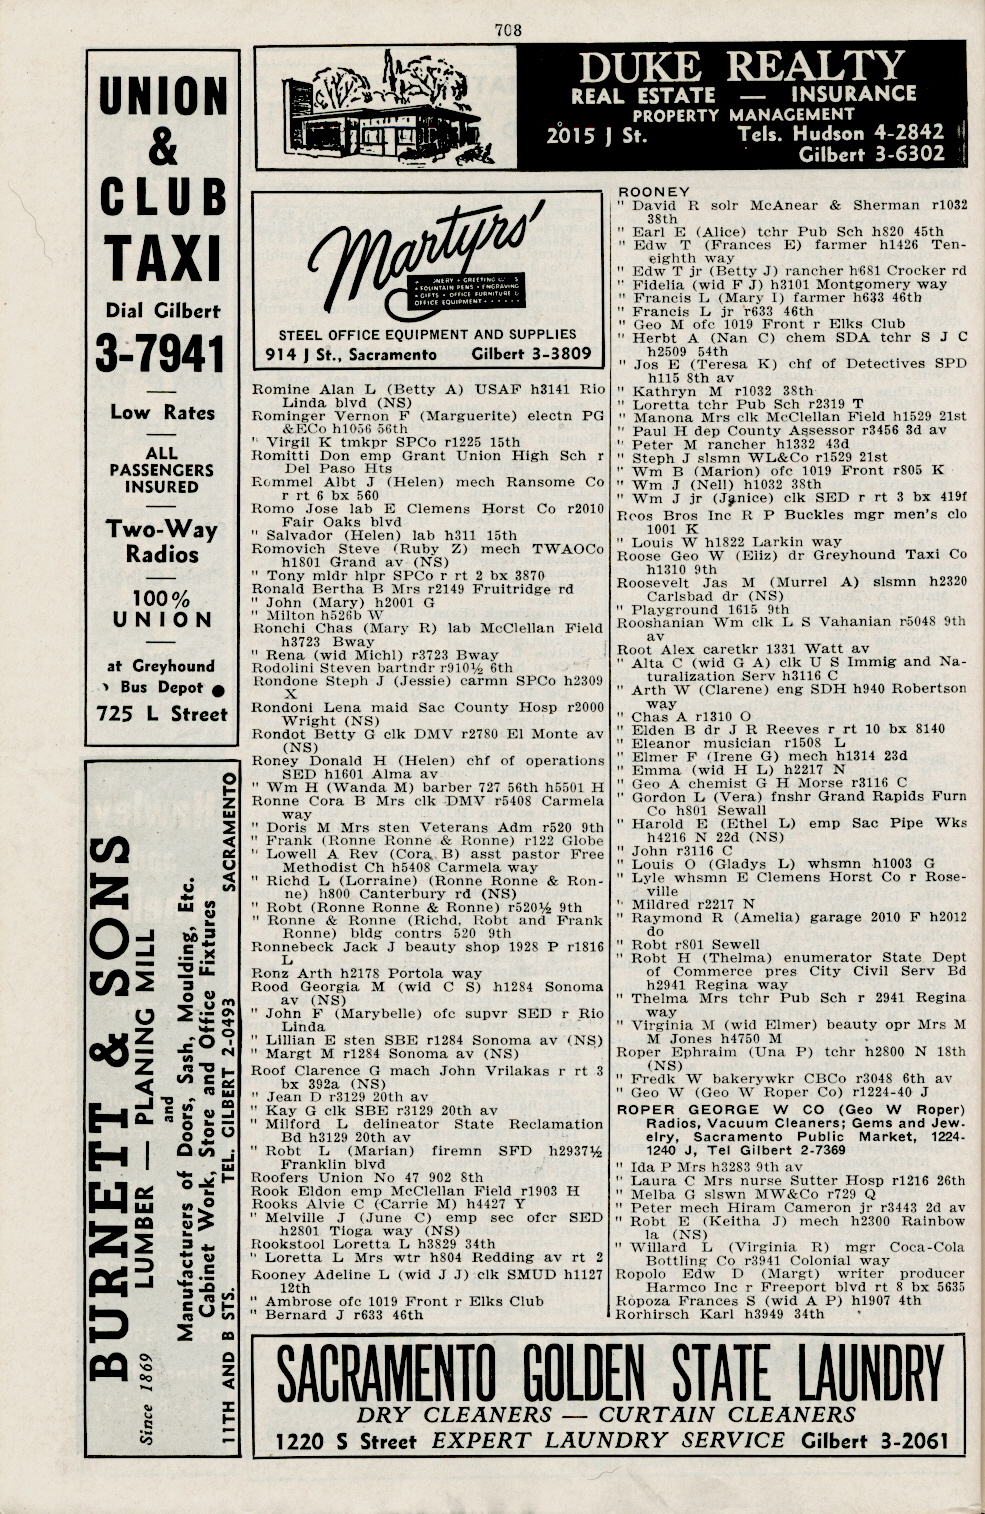 708
UNION
&
CLUB
TAXI
Dial Gilbert
3-7941
Low Rates
ALL
PASSENGERS
INSURED
Two-Way
Radios
100%
UNION
at Greyhound
Bus Depot
725 L Street
BURNETT & SONS
Since 1869
LUMBER — PLANING MILL
Manufacturers of Doors, Sash, Moulding, Etc.
and
Cabinet Work, Store and Office Fixtures
11TH AND B STS. TEL. GILBERT 2-0493 SACRAMENTO
DUKE REALTY
REAL ESTATE — INSURANCE
PROPERTY MANAGEMENT
2015 J St. Tels. Hudson 4-2842
Gilbert 3-6302
Martyrs'
NERY • GREETING
• FOUNTAIN PENS • ENGRAVING
• GIFTS • OFFICE FURNITURE
OFFICE EQUIPMENT
STEEL OFFICE EQUIPMENT AND SUPPLIES
914 J St., Sacramento Gilbert 3-3809
Romine Alan L (Betty A) USAF h3141 Rio
Linda blvd (NS)
Rominger Vernon F (Marguerite) electn PG
&ECo h1056 56th
" Virgil K tmkpr SPCo r1225 15th
Romitti Don emp Grant Union High Sch r
Del Paso Hts
Rommel Albt J (Helen) mech Ransome Co
r rt 6 bx 560
Romo Jose lab E Clemens Horst Co r2010
Fair Oaks blvd
" Salvador (Helen) lab h311 15th
Romovich Steve (Ruby Z) mech TWAOCo
h1801 Grand av (NS)
" Tony mldr hlpr SPCo r rt 2 bx 3870
Ronald Bertha B Mrs r2149 Fruitridge rd
" John (Mary) h2001 G
" Milton h526b W
Ronchi Chas (Mary R) lab McClellan Field
h3723 Bway
" Rena (wid Michl) r3723 Bway
Rodolini Steven bartndr r910½ 6th
Rondone Steph J (Jessie) carmn SPCo h2309
X
Rondoni Lena maid Sac County Hosp r2000
Wright (NS)
Rondot Betty G clk DMV r2780 El Monte av
(NS)
Roney Donald H (Helen) chf of operations
SED h1601 Alma av
" Wm H (Wanda M) barber 727 56th h5501 H
Ronne Cora B Mrs clk DMV r5408 Carmela
way
" Doris M Mrs sten Veterans Adm r520 9th
" Frank (Ronne Ronne & Ronne) r122 Globe
" Lowell A Rev (Cora B) asst pastor Free
Methodist Ch h5408 Carmela way
" Richd L (Lorraine) (Ronne Ronne & Ron-
ne) h800 Canterbury rd (NS)
" Robt (Ronne Ronne & Ronne) r520½ 9th
" Ronne & Ronne (Richd, Robt and Frank
Ronne) bldg contrs 520 9th
Ronnebeck Jack J beauty shop 1928 P r1816
L
Ronz Arth h2178 Portola way
Rood Georgia M (wid C S) h1284 Sonoma
av (NS)
" John F (Marybelle) ofc supvr SED r Rio
Linda
" Lillian E sten SBE r1284 Sonoma av (NS)
" Margt M r1284 Sonoma av (NS)
Roof Clarence G mach John Vrilakas r rt 3
bx 392a (NS)
" Jean D r3129 20th av
" Kay G clk SBE r3129 20th av
" Milford L delineator State Reclamation
Bd h3129 20th av
" Robt L (Marian) firemn SFD h2937½
Franklin blvd
Roofers Union No 47 902 8th
Rook Eldon emp McClellan Field r1903 H
Rooks Alvie C (Carrie M) h4427 Y
" Melville J (June C) emp sec ofcr SED
h2801 Tioga way (NS)
Rookstool Loretta L h3829 34th
" Loretta L Mrs wtr h804 Redding av rt 2
Rooney Adeline L (wid J J) clk SMUD h1127
12th
" Ambrose ofc 1019 Front r Elks Club
" Bernard J r633 46th
ROONEY
" David R solr McAnear & Sherman r1032
38th
" Earl E (Alice) tchr Pub Sch h820 45th
" Edw T (Frances E) farmer h1426 Ten-
eighth way
" Edw T jr (Betty J) rancher h681 Crocker rd
" Fidelia (wid F J) h3101 Montgomery way
" Francis L (Mary I) farmer h633 46th
" Francis L jr r633 46th
" Geo M ofc 1019 Front r Elks Club
" Herbt A (Nan C) chem SDA tchr S J C
h2509 54th
" Jos E (Teresa K) chf of Detectives SPD
h115 8th av
" Kathryn M r1032 38th
" Loretta tchr Pub Sch r2319 T
" Manona Mrs clk McClellan Field h1529 21st
" Paul H dep County Assessor r3456 3d av
" Peter M rancher h1332 43d
" Steph J slsmn WL&Co r1529 21st
" Wm B (Marion) ofc 1019 Front r805 K
" Wm J (Nell) h1032 38th
" Wm J jr (Janice) clk SED r rt 3 bx 419f
Roos Bros Inc R P Buckles mgr men's clo
1001 K
" Louis W h1822 Larkin way
Roose Geo W (Eliz) dr Greyhound Taxi Co
h1310 9th
Roosevelt Jas M (Murrel A) slsmn h2320
Carlsbad dr (NS)
" Playground 1615 9th
Rooshanian Wm clk L S Vahanian r5048 9th
av
Root Alex caretkr 1331 Watt av
" Alta C (wid G A) clk U S Immig and Na-
turalization Serv h3116 C
" Arth W (Clarene) eng SDH h940 Robertson
way
" Chas A r1310 O
" Elden B dr J R Reeves r rt 10 bx 8140
" Eleanor musician r1508 L
" Elmer F (Irene G) mech h1314 23d
" Emma (wid H L) h2217 N
" Geo A chemist G H Morse r3116 C
" Gordon L (Vera) fnshr Grand Rapids Furn
Co h801 Sewall
" Harold E (Ethel L) emp Sac Pipe Wks
h4216 N 22d (NS)
" John r3116 C
" Louis O (Gladys L) whsmn h1003 G
" Lyle whsmn E Clemens Horst Co r Rose-
ville
" Mildred r2217 N
" Raymond R (Amelia) garage 2010 F h2012
do
" Robt r801 Sewell
" Robt H (Thelma) enumerator State Dept
of Commerce pres City Civil Serv Bd
h2941 Regina way
" Thelma Mrs tchr Pub Sch r 2941 Regina
way
" Virginia M (wid Elmer) beauty opr Mrs M
M Jones h4750 M
Roper Ephraim (Una P) tchr h2800 N 18th
(NS)
" Fredk W bakerywkr CBCo r3048 6th av
" Geo W (Geo W Roper Co) r1224-40 J
ROPER GEORGE W CO (Geo W Roper)
Radios, Vacuum Cleaners; Gems and Jew-
elry, Sacramento Public Market, 1224-
1240 J, Tel Gilbert 2-7369
" Ida P Mrs h3283 9th av
" Laura C Mrs nurse Sutter Hosp r1216 26th
" Melba G slswn MW&Co r729 Q
" Peter mech Hiram Cameron jr r3443 2d av
" Robt E (Keitha J) mech h2300 Rainbow
la (NS)
" Willard L (Virginia R) mgr Coca-Cola
Bottling Co r3941 Colonial way
Ropolo Edw D (Margt) writer producer
Harmco Inc r Freeport blvd rt 8 bx 5635
Ropoza Frances S (wid A P) h1907 4th
Rorhirsch Karl h3949 34th
SACRAMENTO GOLDEN STATE LAUNDRY
DRY CLEANERS — CURTAIN CLEANERS
1220 S Street EXPERT LAUNDRY SERVICE Gilbert 3-2061